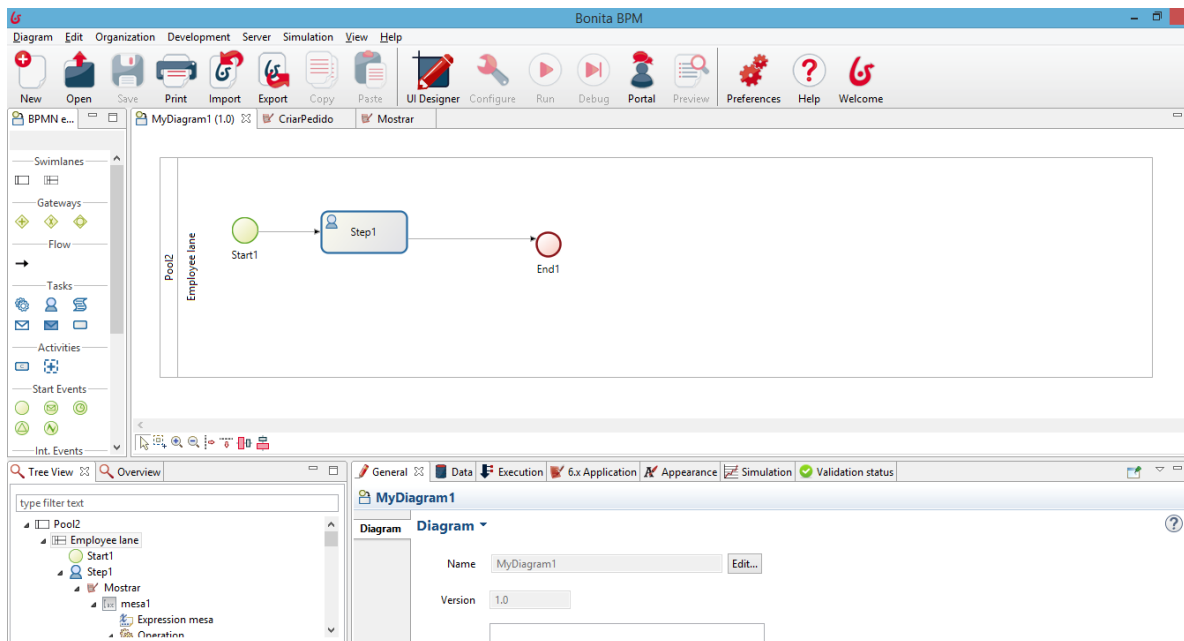 Bonita BPM
Diagram Edit Organization Development Server Simulation View Help
New Open Save Print Import Export Copy Paste UI Designer Configure Run Debug Portal Preview Preferences Help Welcome
BPMN e... MyDiagram1 (1.0) CriarPedido Mostrar
Swimlanes
Gateways
Flow
Tasks
Activities
Start Events
Int. Events
Pool2
Employee lane
Start1
Step1
End1
Tree View Overview
type filter text
Pool2
Employee lane
Start1
Step1
Mostrar
mesa1
Expression mesa
Operation
General Data Execution 6.x Application Appearance Simulation Validation status
MyDiagram1
Diagram Diagram
Name MyDiagram1 Edit...
Version 1.0